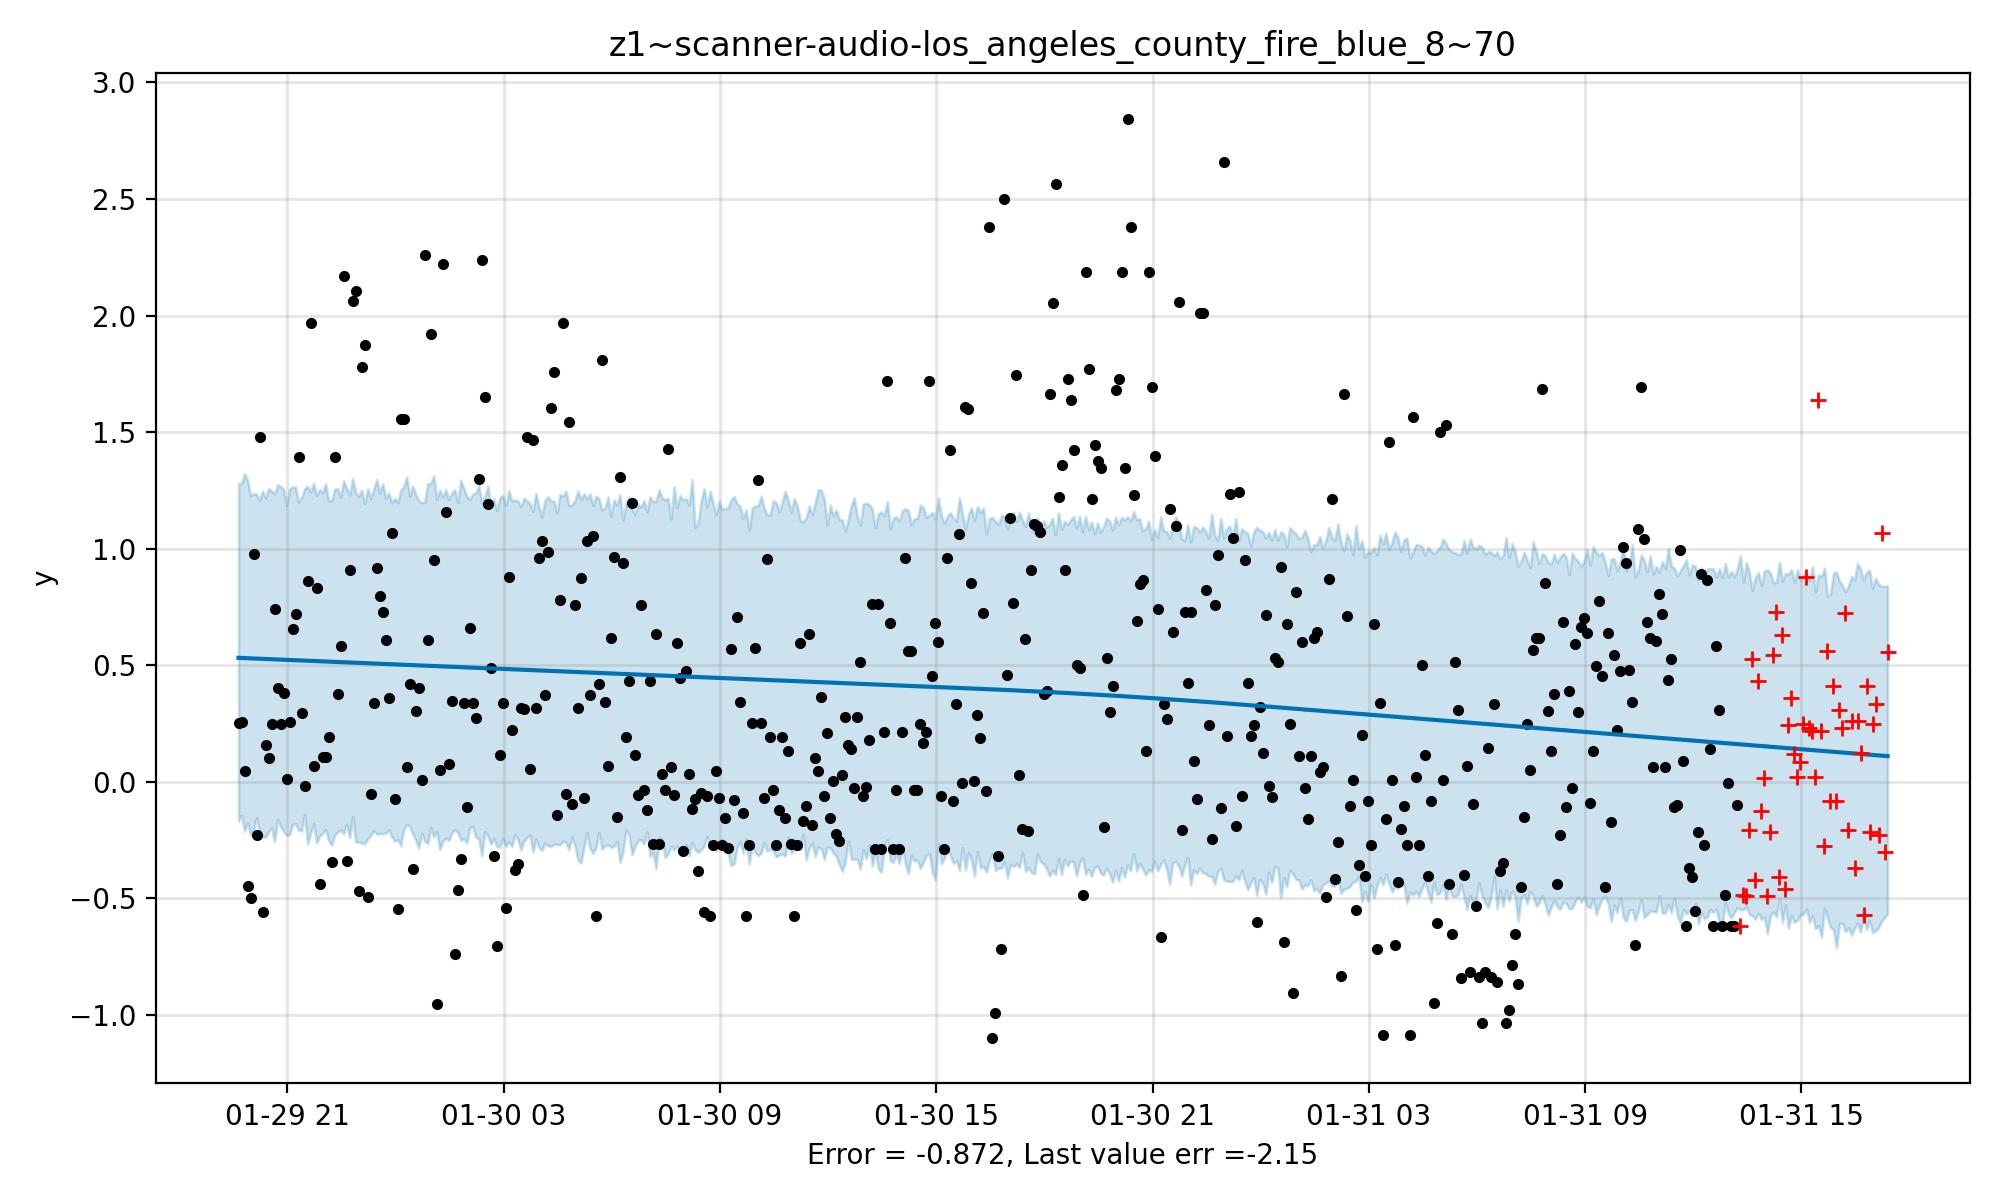 z1~scanner-audio-los_angeles_county_fire_blue_8~70
3.0
2.5
2.0
1.5
1.0
0.5
0.0
−0.5
−1.0
y
01-29 21 01-30 03 01-30 09 01-30 15 01-30 21 01-31 03 01-31 09 01-31 15
Error = -0.872, Last value err =-2.15